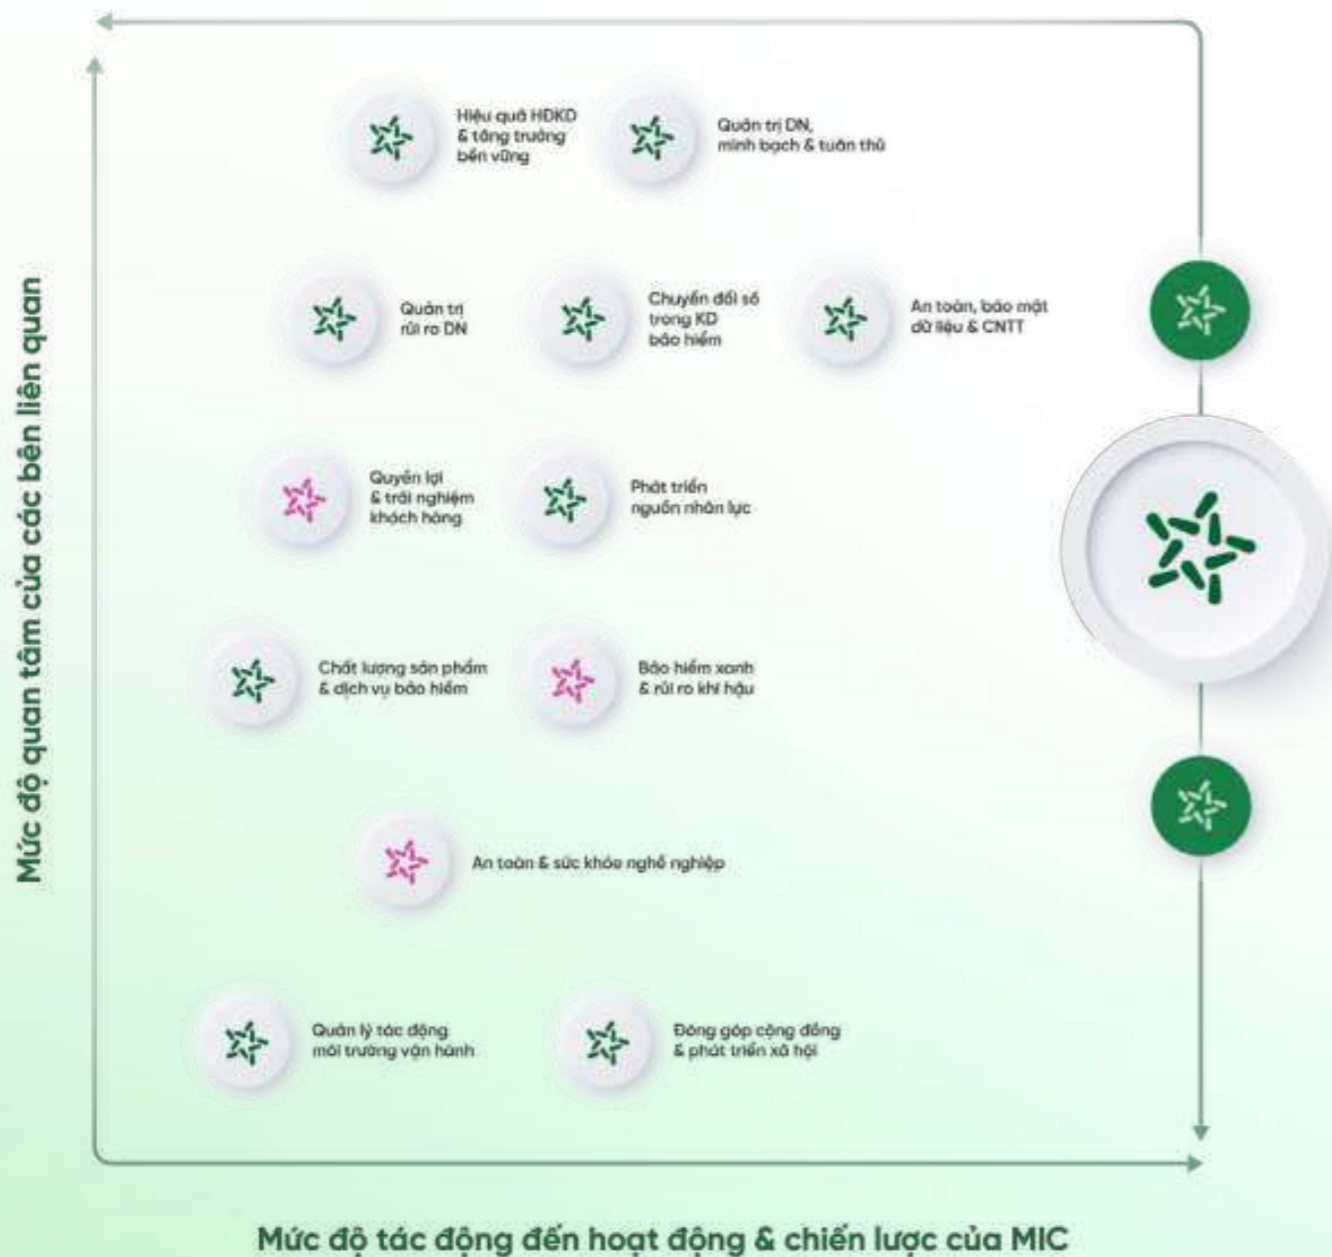 Hiệu quả HĐKD
& tăng trưởng
bền vững
Quản trị DN,
minh bạch & tuân thủ
Quản trị
rủi ro DN
Chuyển đổi số
trong KD
bảo hiểm
An toàn, bảo mật
dữ liệu & CNTT
Quyền lợi
& trải nghiệm
khách hàng
Phát triển
nguồn nhân lực
Chất lượng sản phẩm
& dịch vụ bảo hiểm
Bảo hiểm xanh
& rủi ro khí hậu
An toàn & sức khỏe nghề nghiệp
Quản lý tác động
môi trường vận hành
Đóng góp cộng đồng
& phát triển xã hội
Mức độ quan tâm của các bên liên quan
Mức độ tác động đến hoạt động & chiến lược của MIC